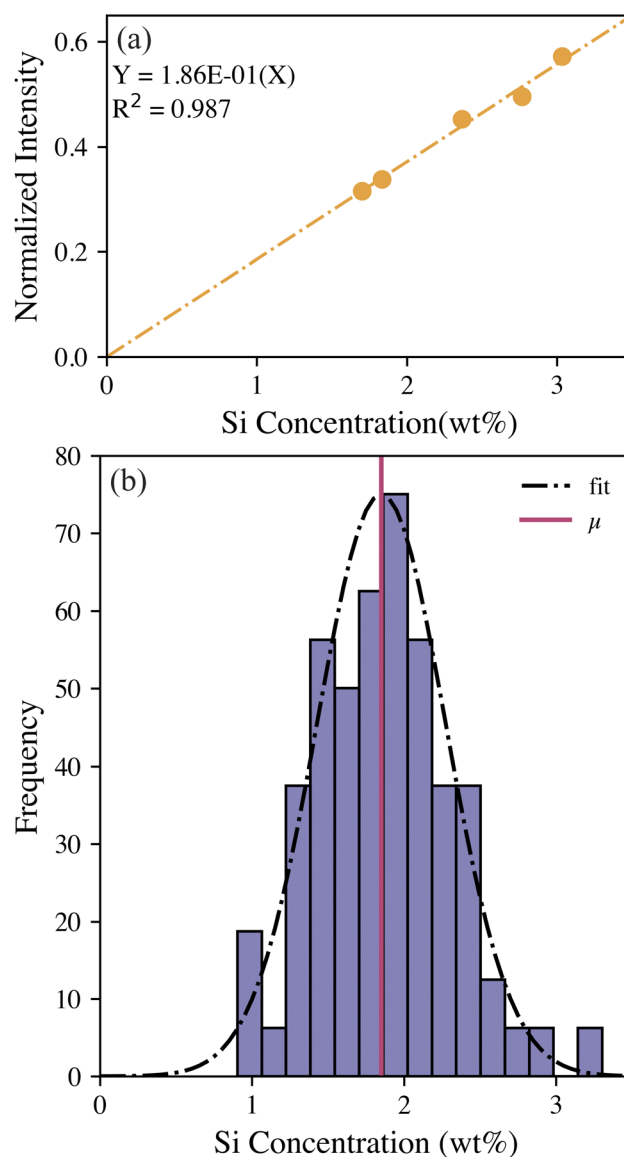 (a)
Y = 1.86E-01(X)
R² = 0.987
Normalized Intensity
0.6
0.4
0.2
0.0
0
1
2
3
Si Concentration(wt%)
(b)
fit
μ
Frequency
80
70
60
50
40
30
20
10
0
0
1
2
3
Si Concentration (wt%)